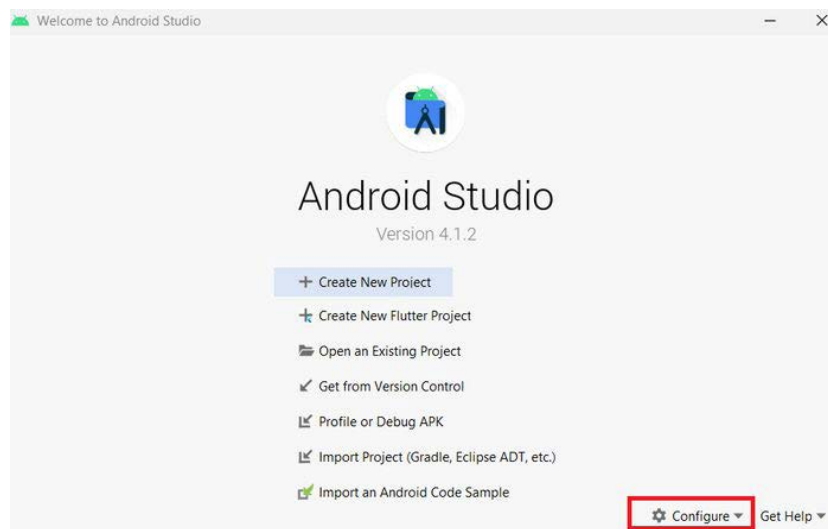 Welcome to Android Studio
Android Studio
Version 4.1.2
Create New Project
Create New Flutter Project
Open an Existing Project
Get from Version Control
Profile or Debug APK
Import Project (Gradle, Eclipse ADT, etc.)
Import an Android Code Sample
Configure Get Help